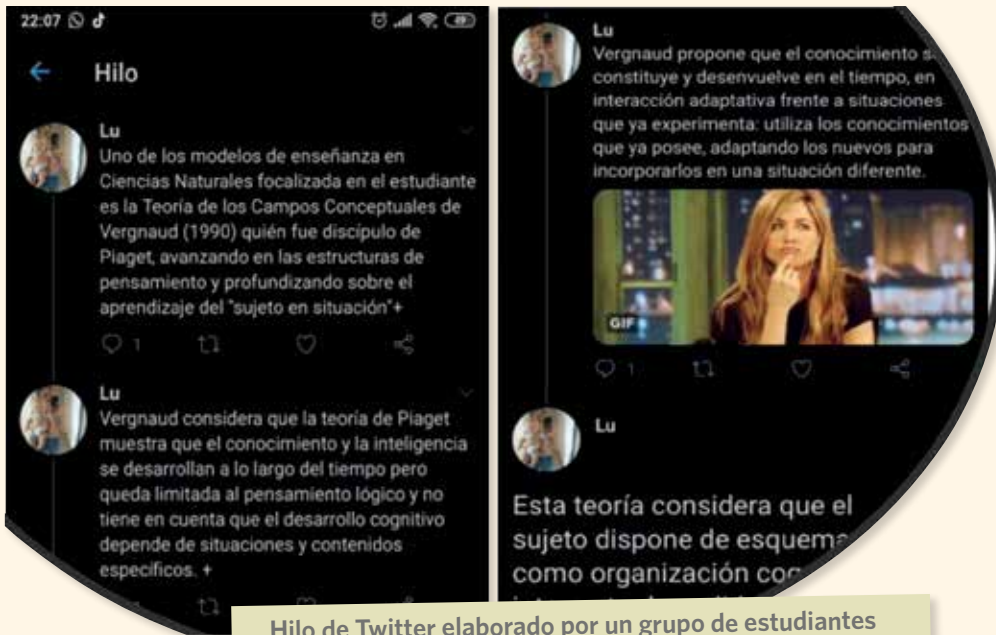 22:07
49
Hilo
Lu
Uno de los modelos de enseñanza en
Ciencias Naturales focalizada en el estudiante
es la Teoría de los Campos Conceptuales de
Vergnaud (1990) quién fue discípulo de
Piaget, avanzando en las estructuras de
pensamiento y profundizando sobre el
aprendizaje del "sujeto en situación"+
1
Lu
Vergnaud considera que la teoría de Piaget
muestra que el conocimiento y la inteligencia
se desarrollan a lo largo del tiempo pero
queda limitada al pensamiento lógico y no
tiene en cuenta que el desarrollo cognitivo
depende de situaciones y contenidos
específicos. +
Lu
Vergnaud propone que el conocimiento s
constituye y desenvuelve en el tiempo, en
interacción adaptativa frente a situaciones
que ya experimenta: utiliza los conocimientos
que ya posee, adaptando los nuevos para
incorporarlos en una situación diferente.
GIF
1
Lu
Esta teoría considera que el
sujeto dispone de esquema
como organización cog
Hilo de Twitter elaborado por un grupo de estudiantes